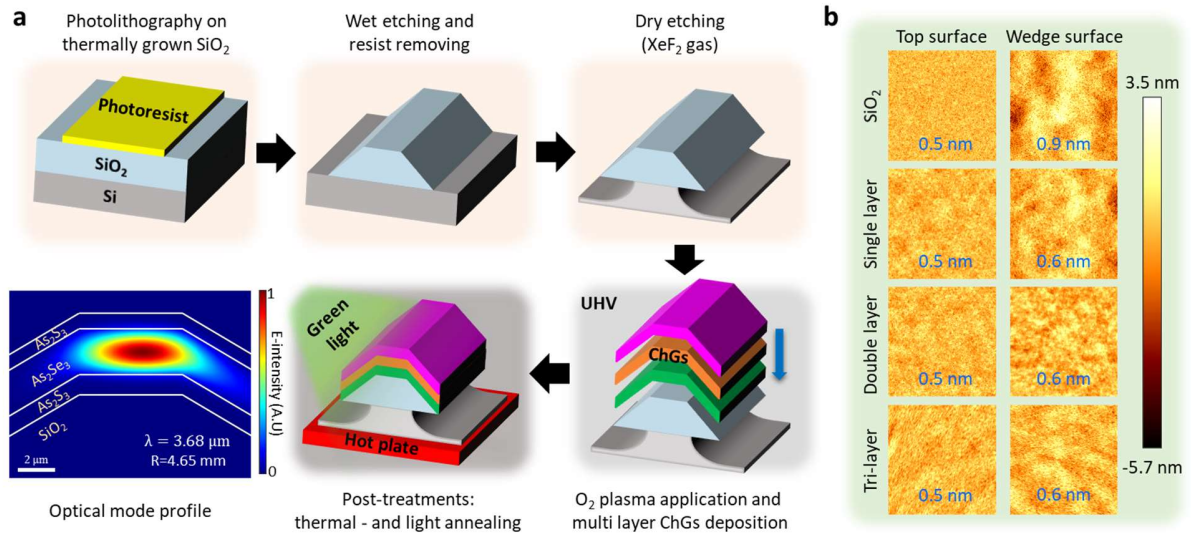 a
Photolithography on
thermally grown SiO₂
Wet etching and
resist removing
Dry etching
(XeF₂ gas)
Photoresist
SiO₂
Si
As₂S₃
As₂Se₃
As₂S₃
SiO₂
λ = 3.68 μm
R=4.65 mm
2 μm
1
E-intensity (A.U)
0
Optical mode profile
Green
light
Hot plate
Post-treatments:
thermal - and light annealing
UHV
ChGs
O₂ plasma application and
multi layer ChGs deposition
b
Top surface
Wedge surface
SiO₂
0.5 nm
0.9 nm
Single layer
0.5 nm
0.6 nm
Double layer
0.5 nm
0.6 nm
Tri-layer
0.5 nm
0.6 nm
3.5 nm
-5.7 nm